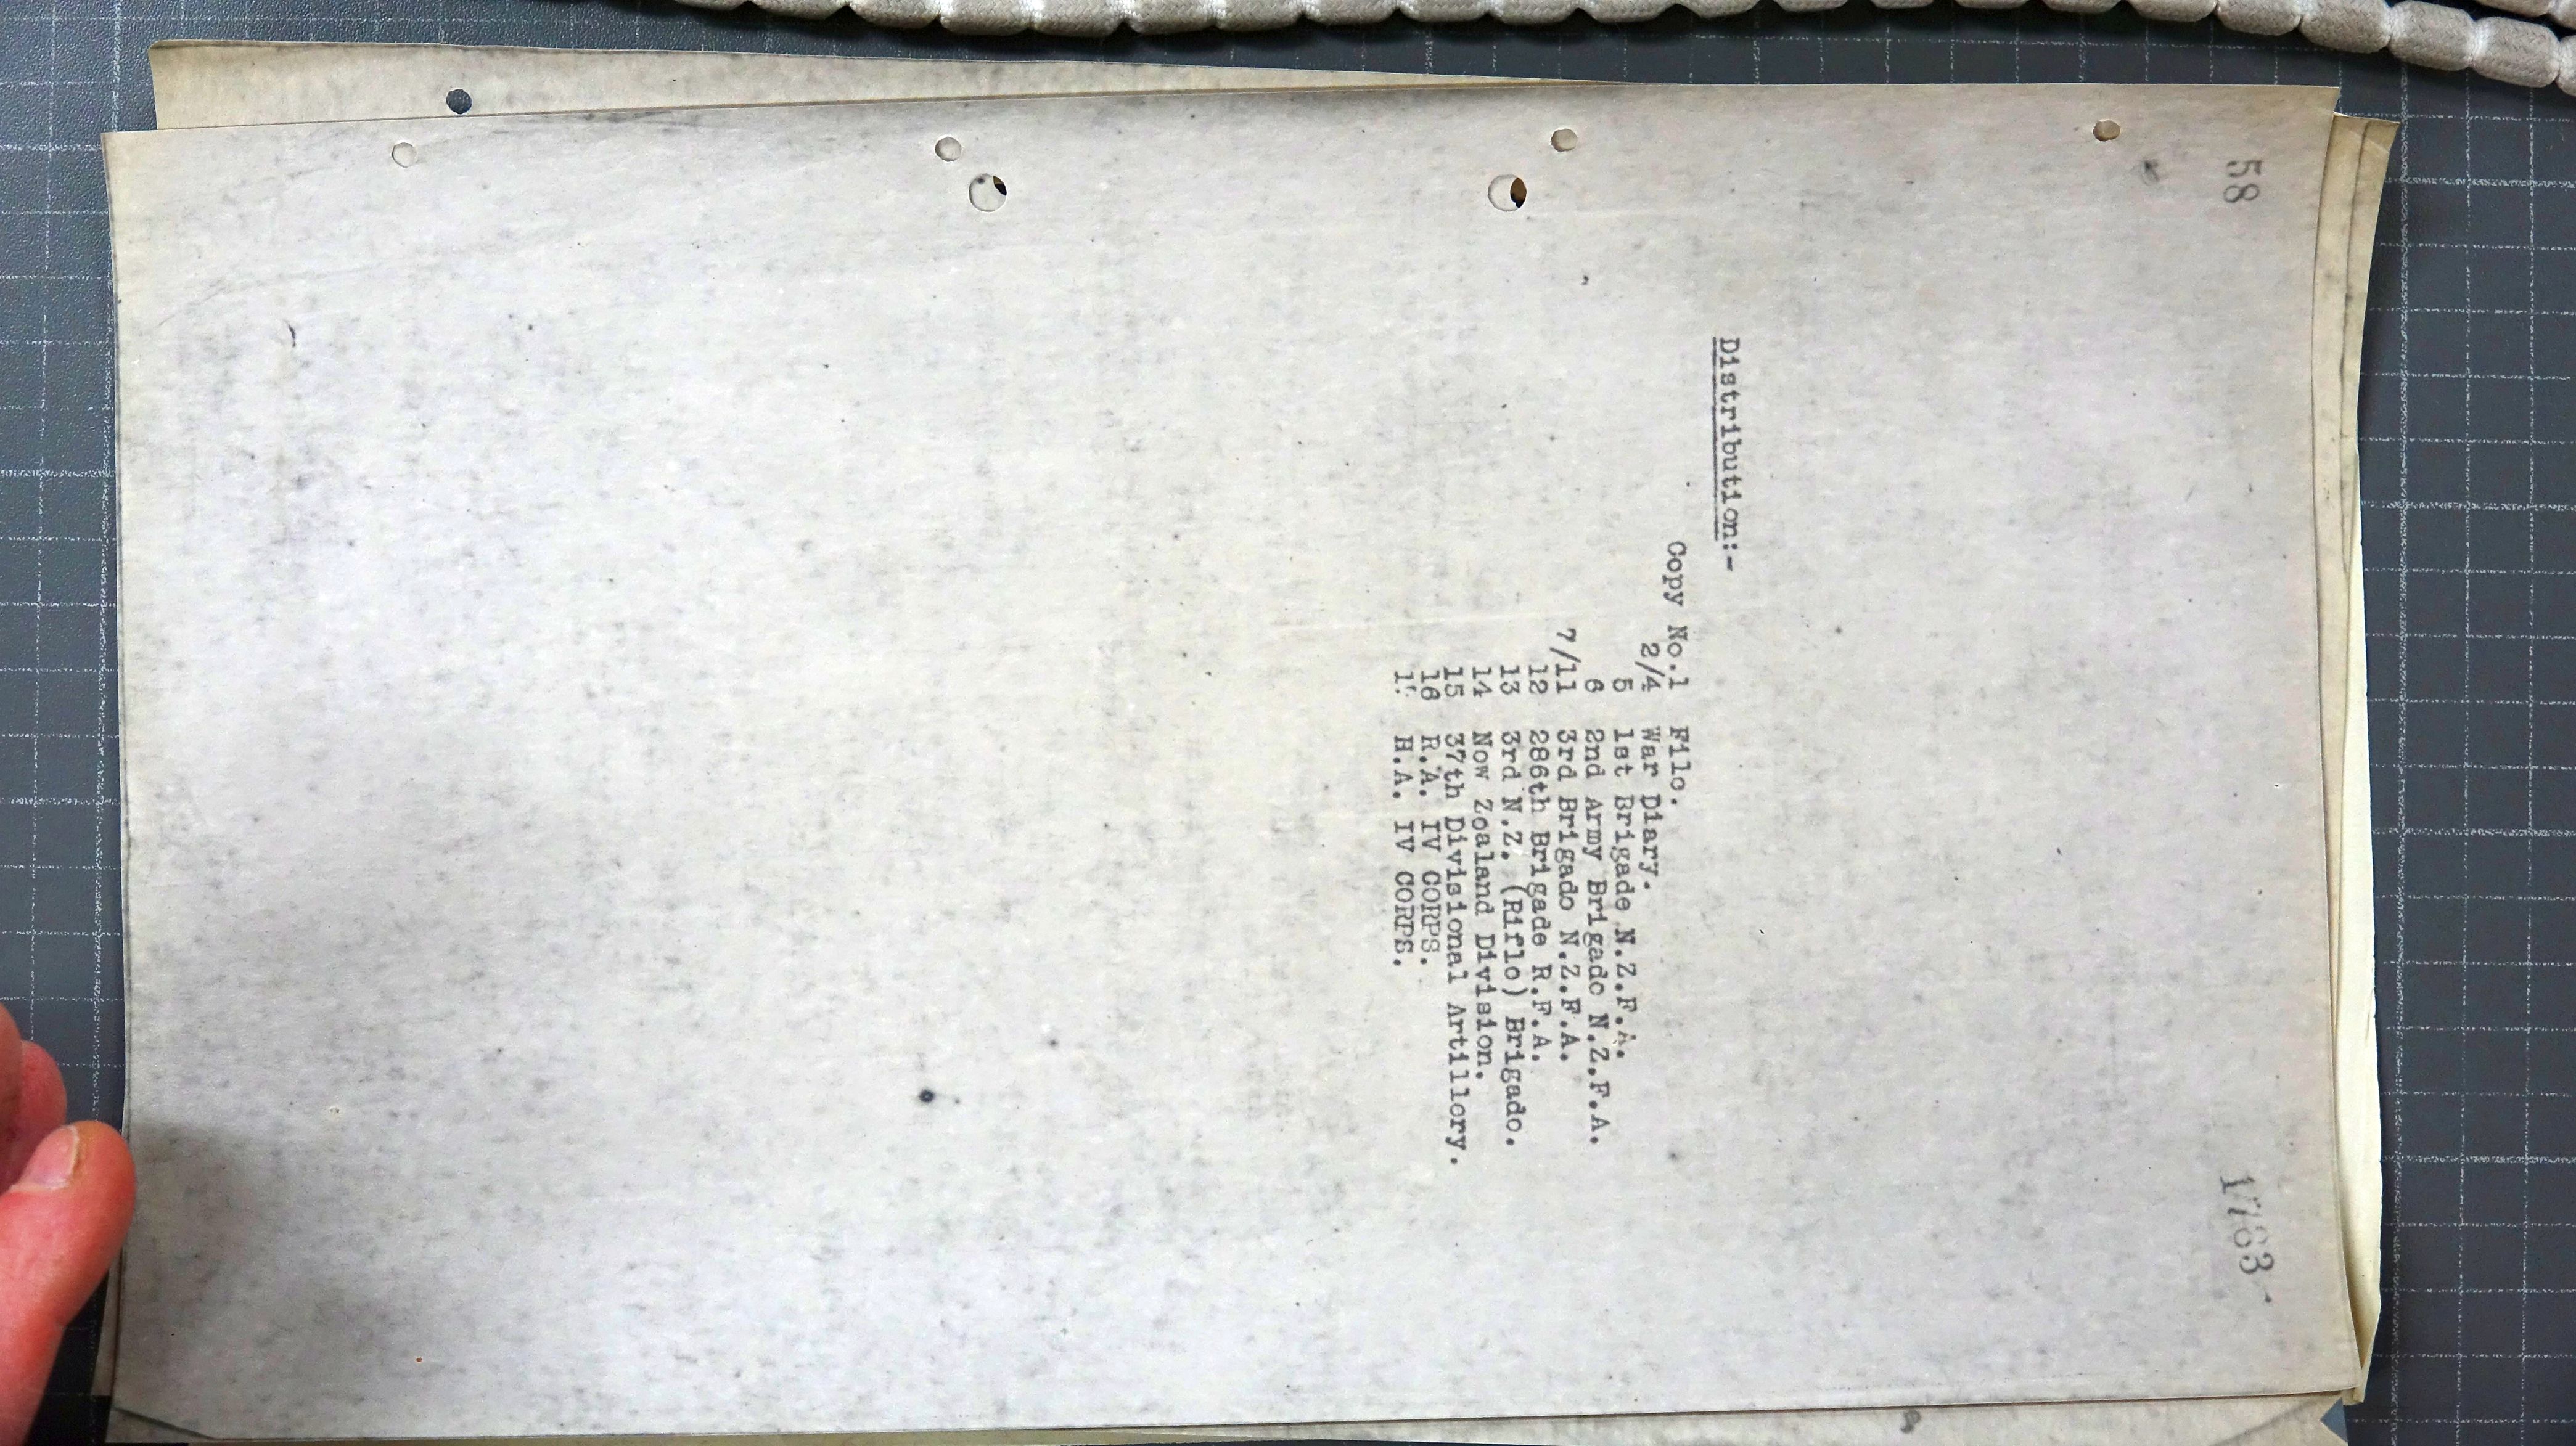 58
1763
Distribution:-
Copy No.1 File.
2/4 War Diary.
5 1st Brigade N.Z.F.A.
6 2nd Army Brigade N.Z.F.A.
7/11 3rd Brigade N.Z.F.A.
12 286th Brigade R.F.A.
13 3rd N.Z. (Rifle) Brigade.
14 New Zealand Division.
15 37th Divisional Artillery.
16 R.A. IV CORPS.
H.A. IV CORPS.